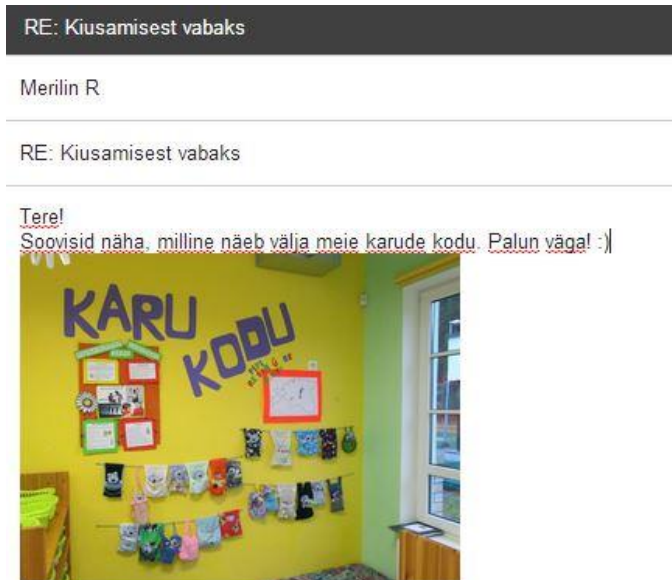 RE: Kiusamisest vabaks
Merilin R
RE: Kiusamisest vabaks
Tere!
Soovisid näha, milline näeb välja meie karude kodu. Palun väga! :)
KARU
KODU